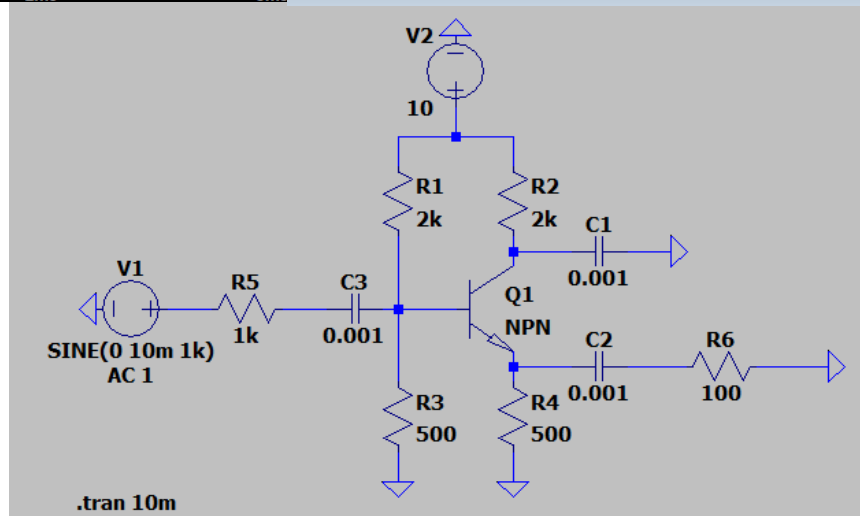 V2
10
R1
2k
R2
2k
C1
0.001
V1
SINE(0 10m 1k)
AC 1
R5
1k
C3
0.001
Q1
NPN
C2
0.001
R6
100
R3
500
R4
500
.tran 10m